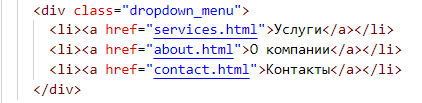 <div class="dropdown_menu">
<li><a href="services.html">Услуги</a></li>
<li><a href="about.html">О компании</a></li>
<li><a href="contact.html">Контакты</a></li>
</div>